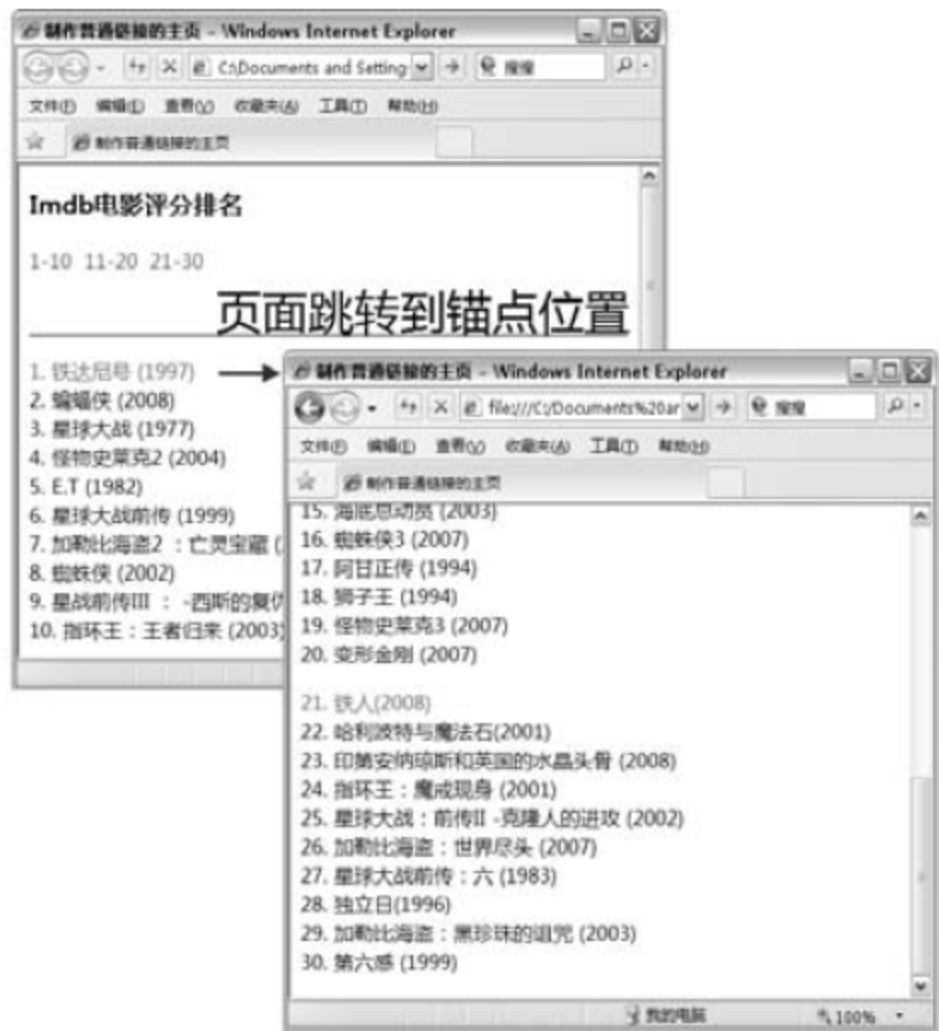 制作普通链接的主页 - Windows Internet Explorer
C:\Documents and Setting
搜搜
文件(F) 编辑(E) 查看(V) 收藏夹(A) 工具(T) 帮助(H)
制作普通链接的主页
Imdb电影评分排名
1-10 11-20 21-30
页面跳转到锚点位置
1. 铁达尼号 (1997)
2. 蝙蝠侠 (2008)
3. 星球大战 (1977)
4. 怪物史莱克2 (2004)
5. E.T (1982)
6. 星球大战前传 (1999)
7. 加勒比海盗2 ：亡灵宝藏 (
8. 蜘蛛侠 (2002)
9. 星战前传III ： -西斯的复仇
10. 指环王：王者归来 (2003)
制作普通链接的主页 - Windows Internet Explorer
file:///C:/Documents%20ar
搜搜
文件(F) 编辑(E) 查看(V) 收藏夹(A) 工具(T) 帮助(H)
制作普通链接的主页
15. 海底总动员 (2003)
16. 蜘蛛侠3 (2007)
17. 阿甘正传 (1994)
18. 狮子王 (1994)
19. 怪物史莱克3 (2007)
20. 变形金刚 (2007)
21. 铁人(2008)
22. 哈利波特与魔法石(2001)
23. 印第安纳琼斯和英国的水晶头骨 (2008)
24. 指环王：魔戒现身 (2001)
25. 星球大战：前传II -克隆人的进攻 (2002)
26. 加勒比海盗：世界尽头 (2007)
27. 星球大战前传：六 (1983)
28. 独立日(1996)
29. 加勒比海盗：黑珍珠的诅咒 (2003)
30. 第六感 (1999)
我的电脑
100%